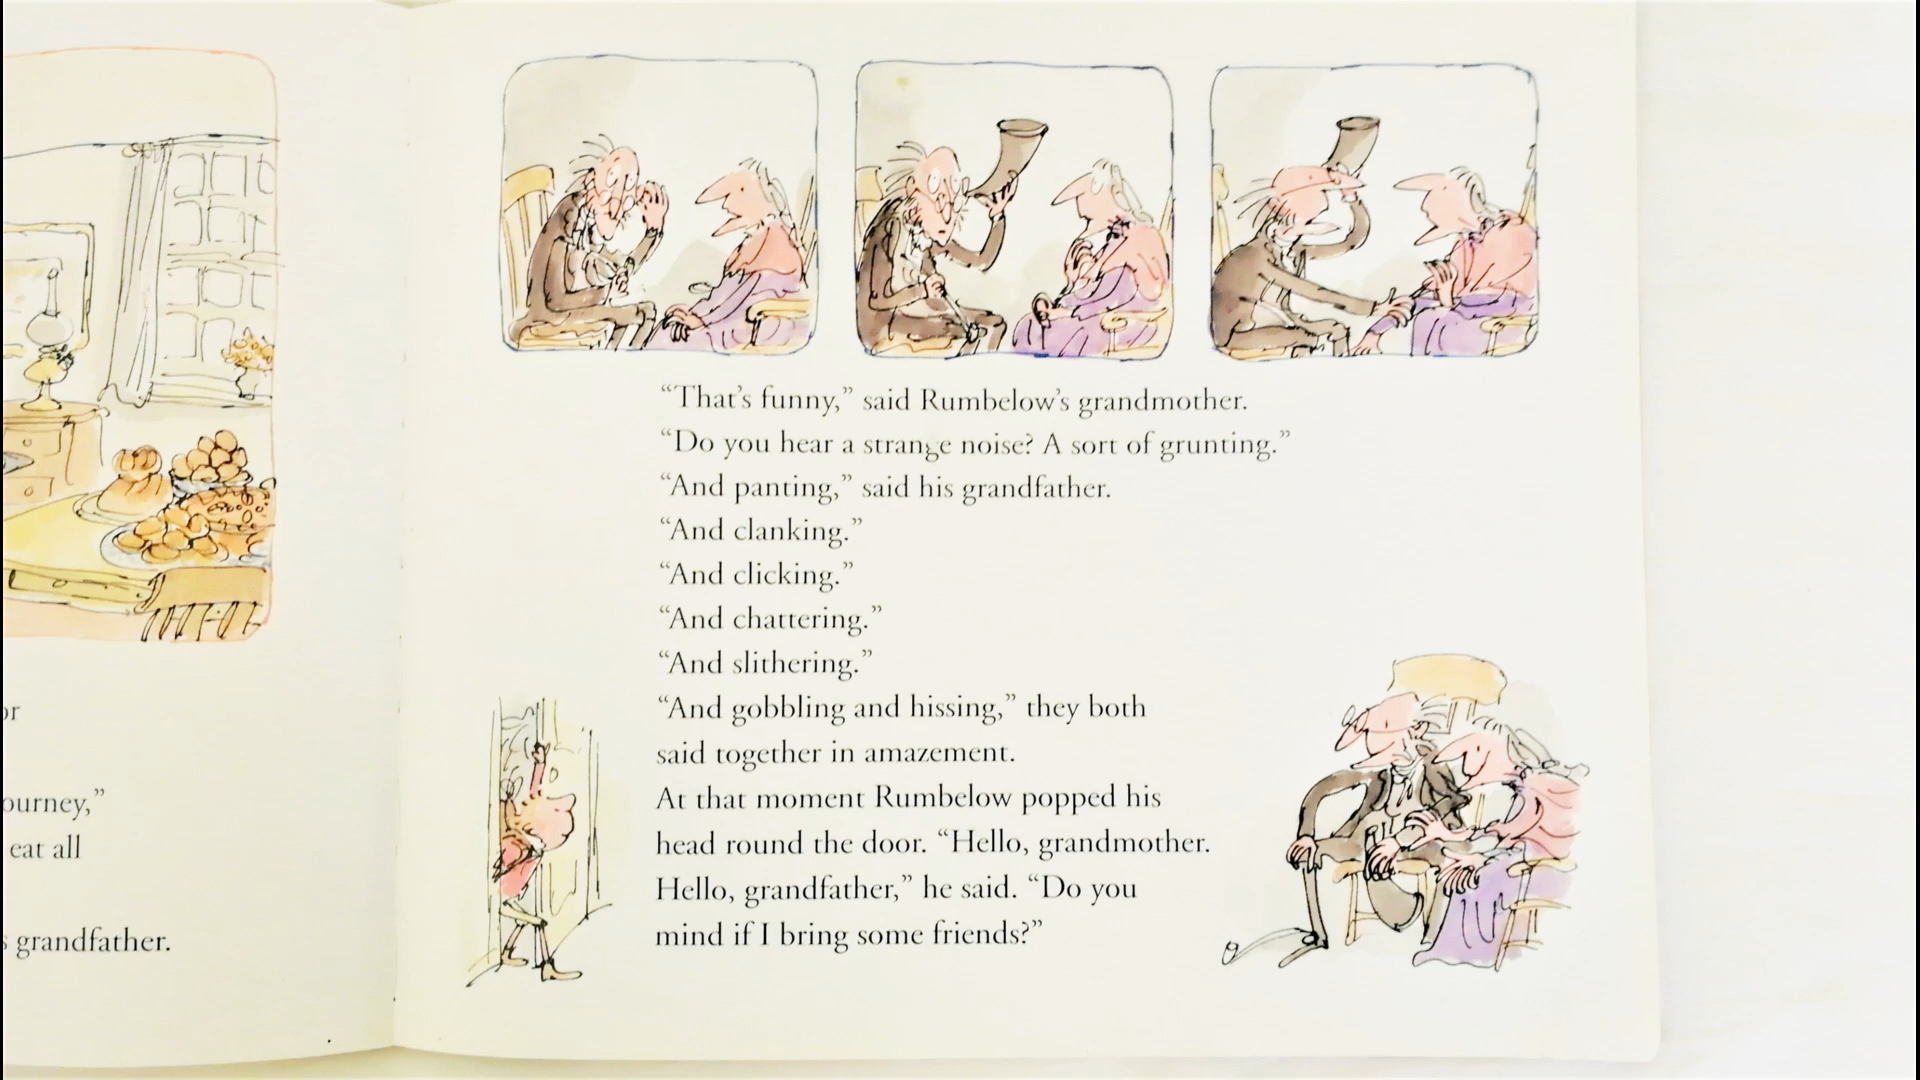 ourney,”
eat all
grandfather.
“That’s funny,” said Rumbelow’s grandmother.
“Do you hear a strange noise? A sort of grunting.”
“And panting,” said his grandfather.
“And clanking.”
“And clicking.”
“And chattering.”
“And slithering.”
“And gobbling and hissing,” they both
said together in amazement.
At that moment Rumbelow popped his
head round the door. “Hello, grandmother.
Hello, grandfather,” he said. “Do you
mind if I bring some friends?”